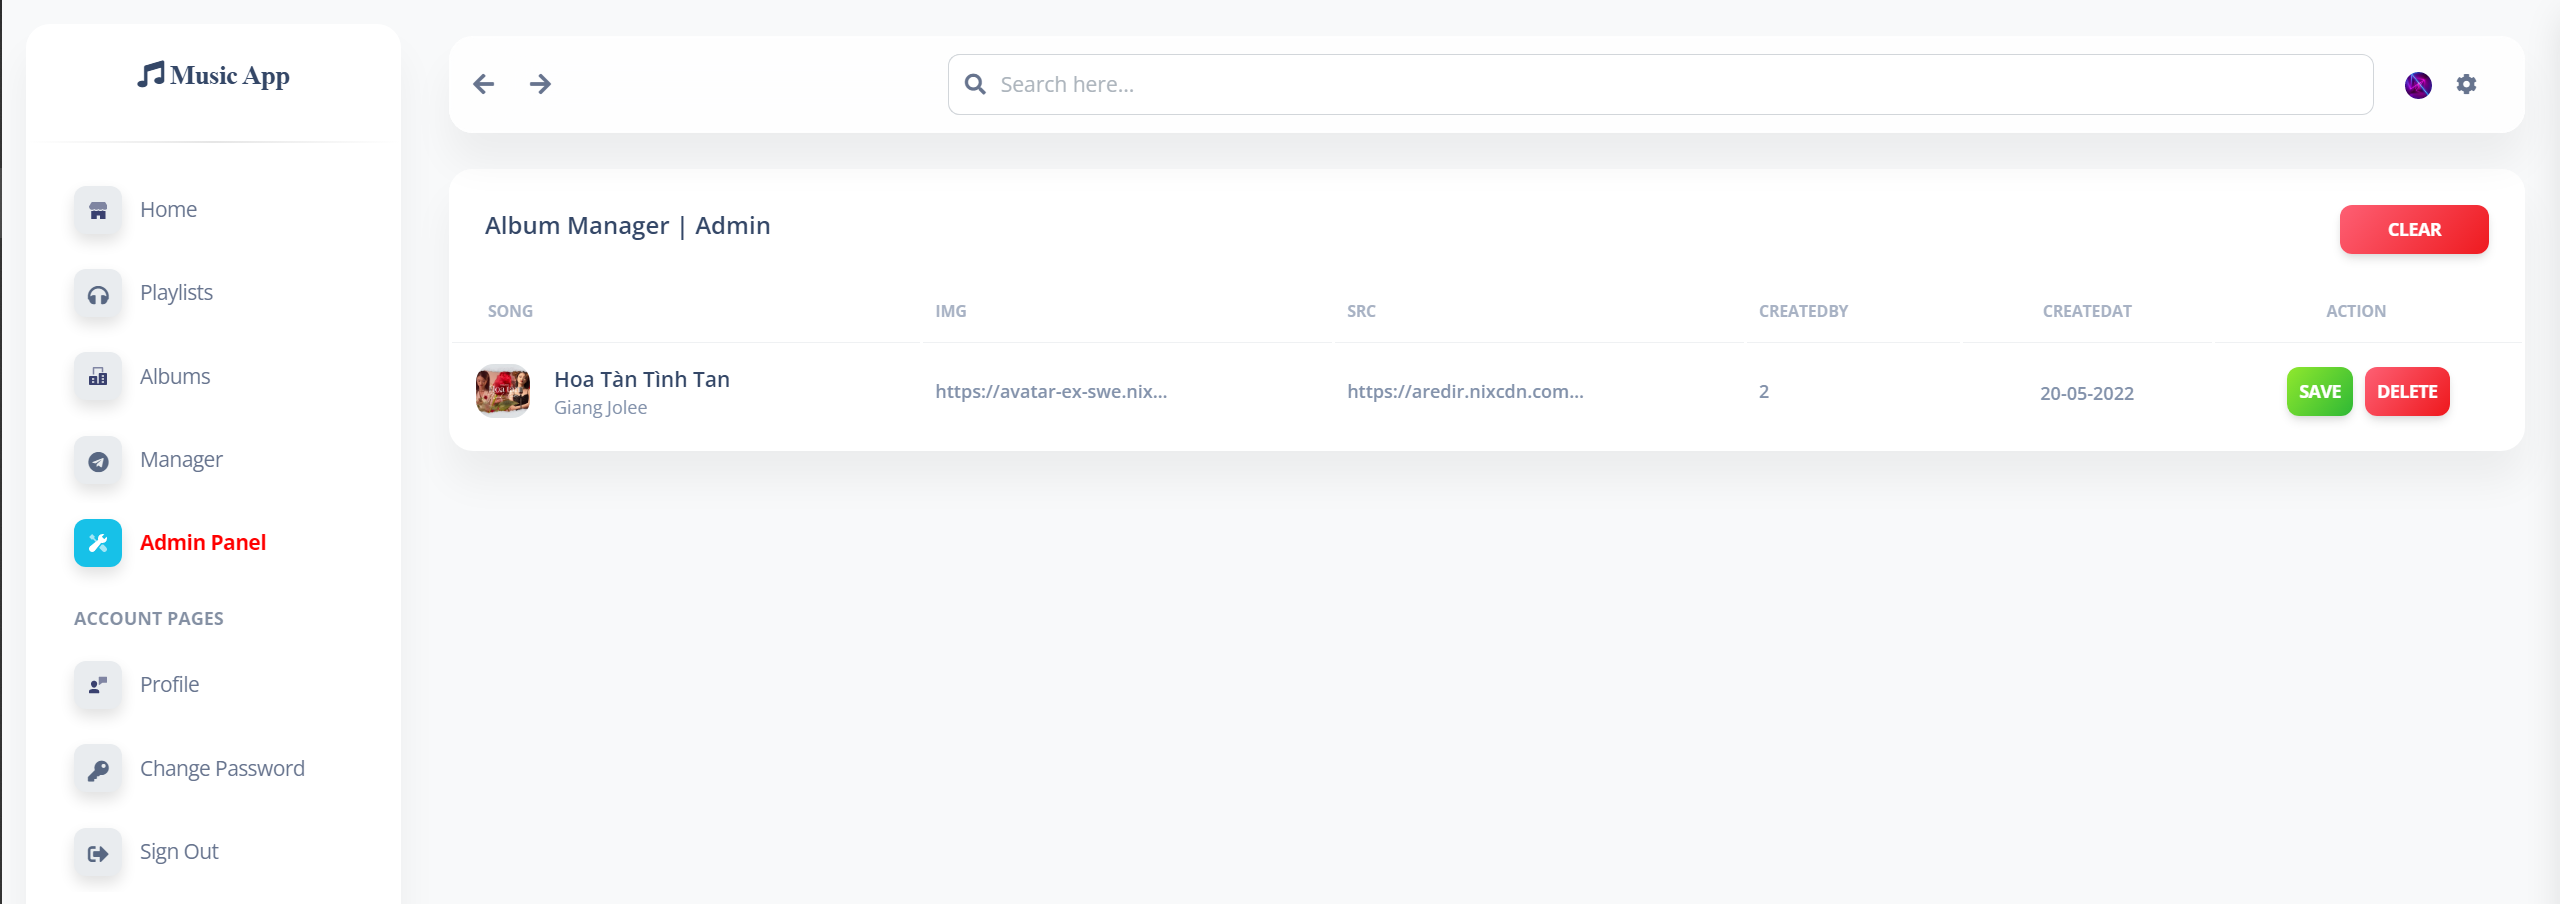 Music App
Search here...
Home
Playlists
Albums
Manager
Admin Panel
ACCOUNT PAGES
Profile
Change Password
Sign Out
Album Manager | Admin
CLEAR
SONG IMG SRC CREATEDBY CREATEDAT ACTION
Hoa Tàn Tình Tan
Giang Jolee
https://avatar-ex-swe.nix...
https://aredir.nixcdn.com...
2
20-05-2022
SAVE
DELETE